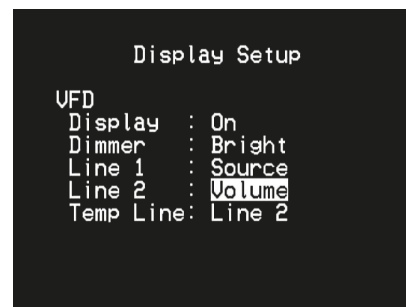 Display Setup
VFD
Display : On
Dimmer : Bright
Line 1 : Source
Line 2 : Volume
Temp Line: Line 2